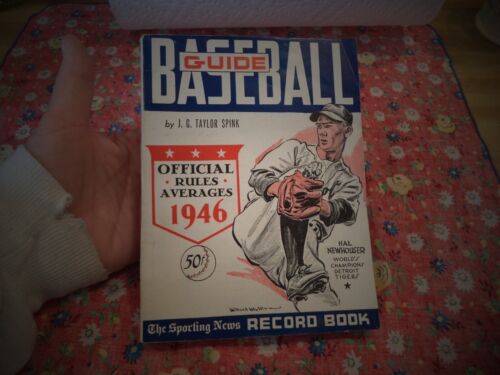 BASEBALL
GUIDE
by J. G. TAYLOR SPINK
OFFICIAL
• RULES •
AVERAGES
1946
50¢
HAL
NEWHOUSER
WORLD'S
CHAMPIONS
DETROIT
TIGERS
The Sporting News RECORD BOOK